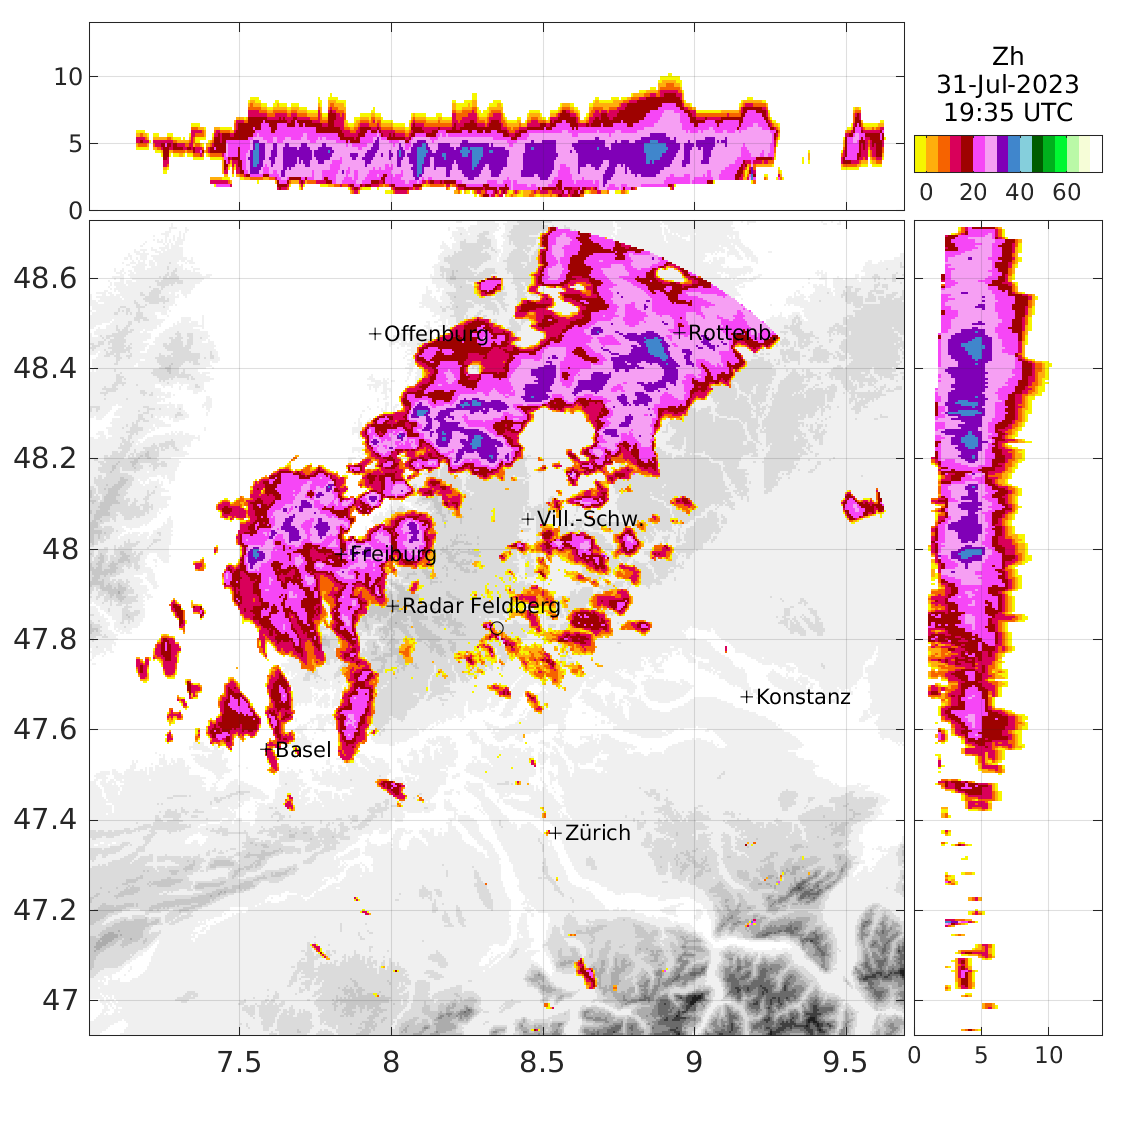 10
5
0
Zh
31-Jul-2023
19:35 UTC
0 20 40 60
48.6
48.4
48.2
48
47.8
47.6
47.4
47.2
47
+Offenburg
+Rottenb.
+Vill.-Schw.
+Freiburg
+Radar Feldberg
+Konstanz
+Basel
+Zürich
7.5 8 8.5 9 9.5
0 5 10